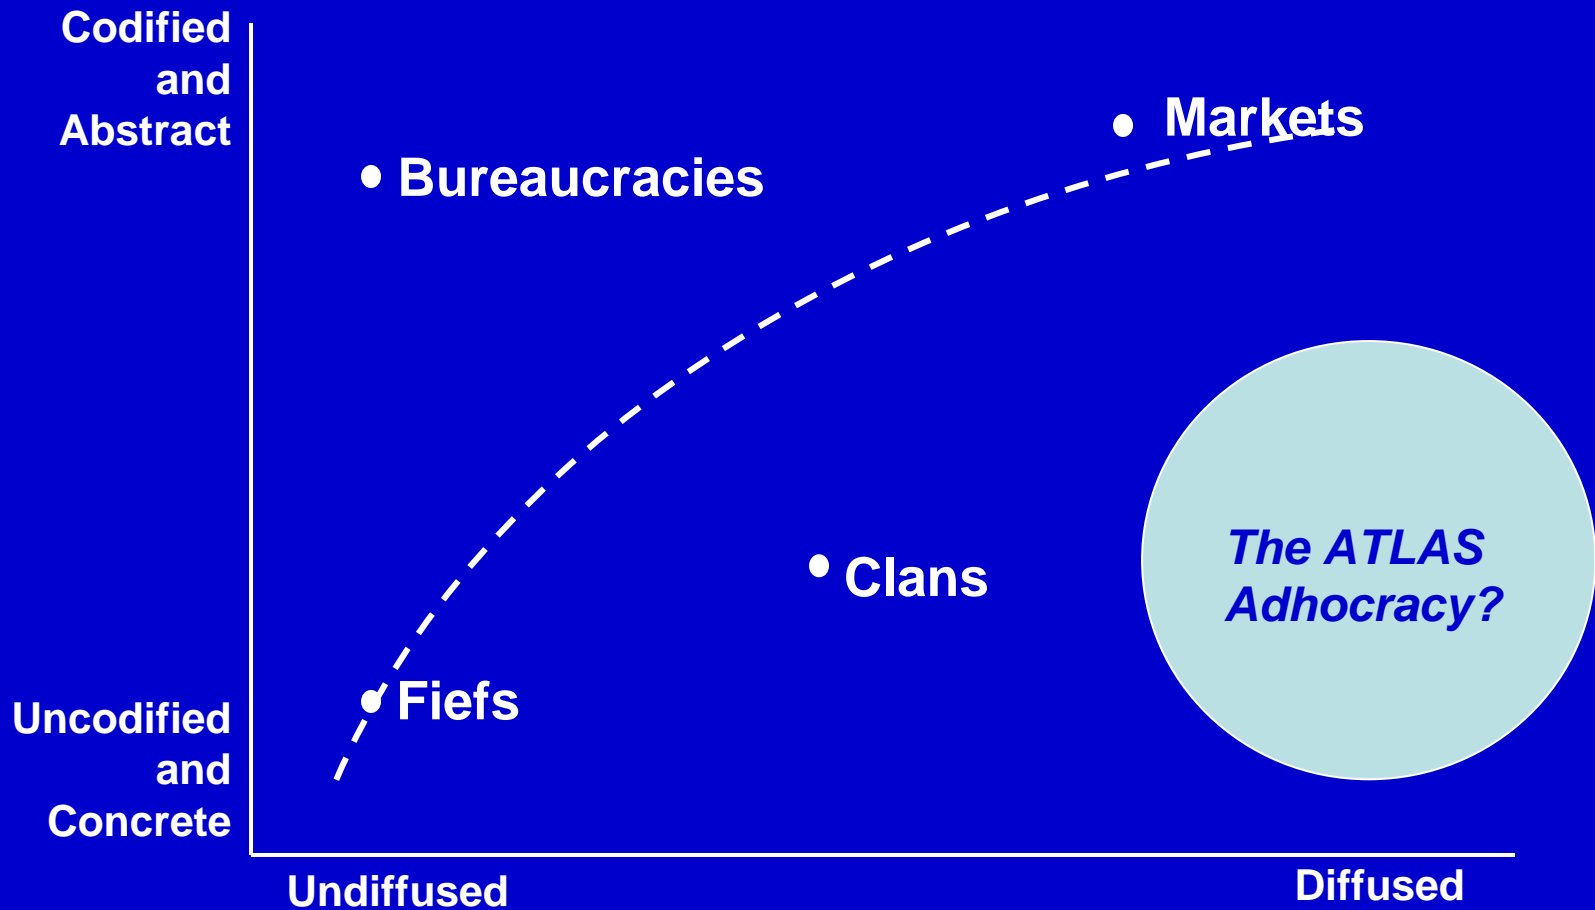 Codified
and
Abstract
Markets
Bureaucracies
The ATLAS
Adhocracy?
Clans
Fiefs
Uncodified
and
Concrete
Undiffused
Diffused